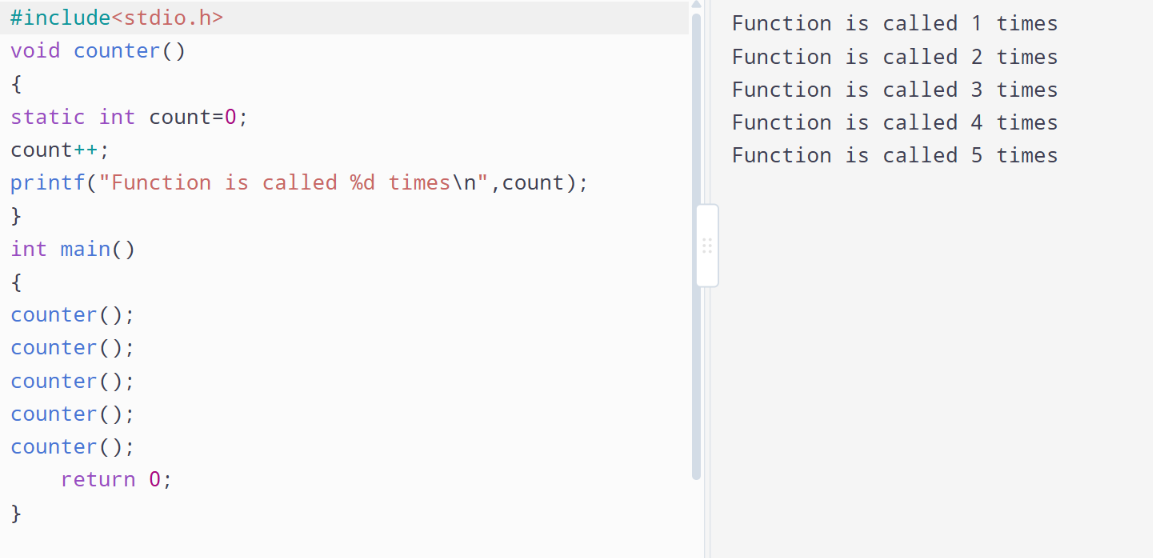 #include<stdio.h>
void counter()
{
static int count=0;
count++;
printf("Function is called %d times\n",count);
}
int main()
{
counter();
counter();
counter();
counter();
counter();
    return 0;
}
Function is called 1 times
Function is called 2 times
Function is called 3 times
Function is called 4 times
Function is called 5 times